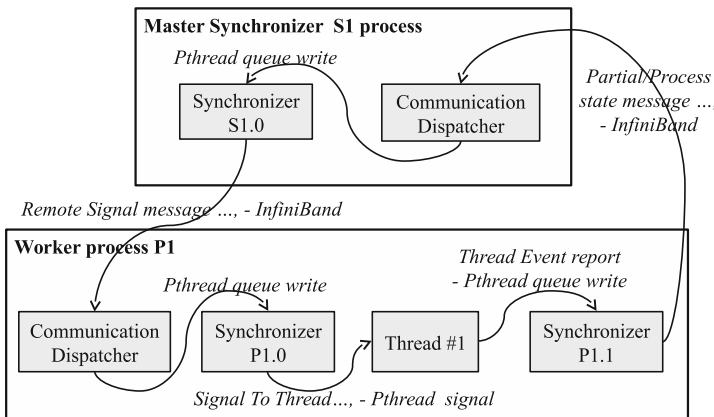 Master Synchronizer S1 process
Pthread queue write
Synchronizer
S1.0
Communication
Dispatcher
Partial/Process
state message ...,
- InfiniBand
Remote Signal message ..., - InfiniBand
Worker process P1
Thread Event report
- Pthread queue write
Pthread queue write
Communication
Dispatcher
Synchronizer
P1.0
Thread #1
Synchronizer
P1.1
Signal To Thread..., - Pthread signal